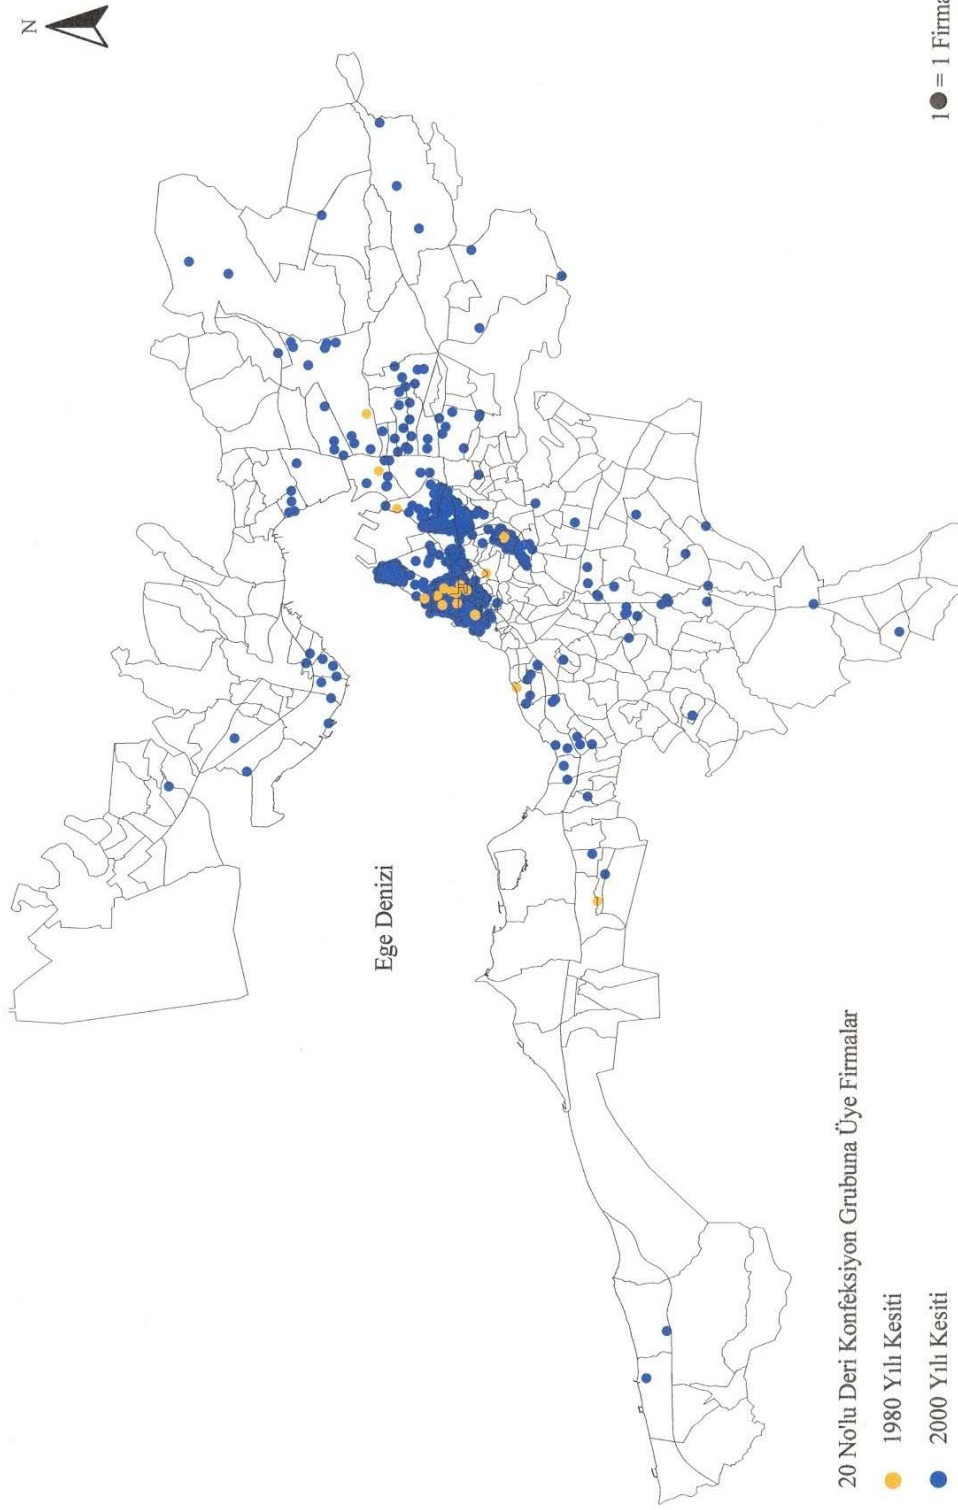 N
Ege Denizi
20 No'lu Deri Konfeksiyon Grubuna Üye Firmalar
1980 Yılı Kesiti
2000 Yılı Kesiti
1 = 1 Firma